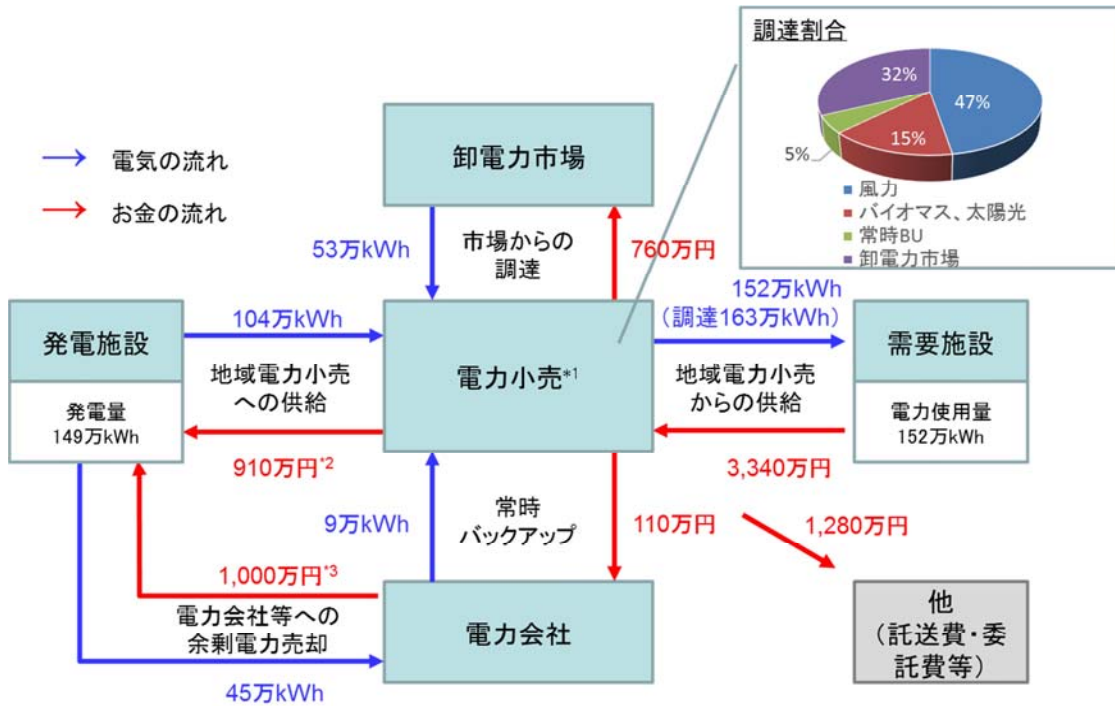 調達割合
32%
47%
15%
5%
風力
バイオマス、太陽光
常時BU
卸電力市場
電気の流れ
お金の流れ
卸電力市場
53万kWh
市場からの
調達
760万円
152万kWh
（調達163万kWh）
発電施設
発電量
149万kWh
104万kWh
地域電力小売
への供給
910万円*2
電力小売*1
地域電力小売
からの供給
3,340万円
需要施設
電力使用量
152万kWh
9万kWh
常時
バックアップ
110万円
1,280万円
1,000万円*3
電力会社等への
余剰電力売却
45万kWh
電力会社
他
（託送費・委
託費等）